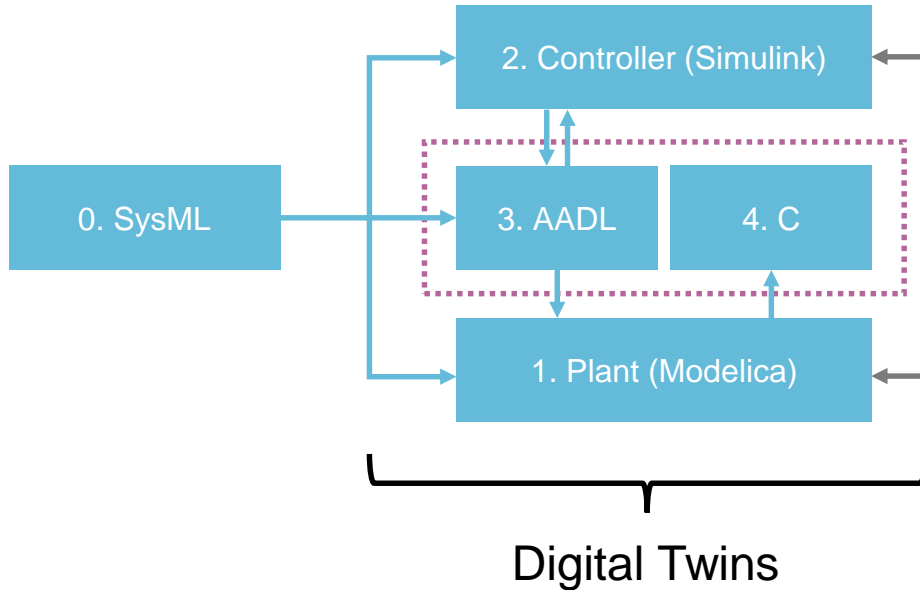 2. Controller (Simulink)
0. SysML
3. AADL
4. C
1. Plant (Modelica)
Digital Twins